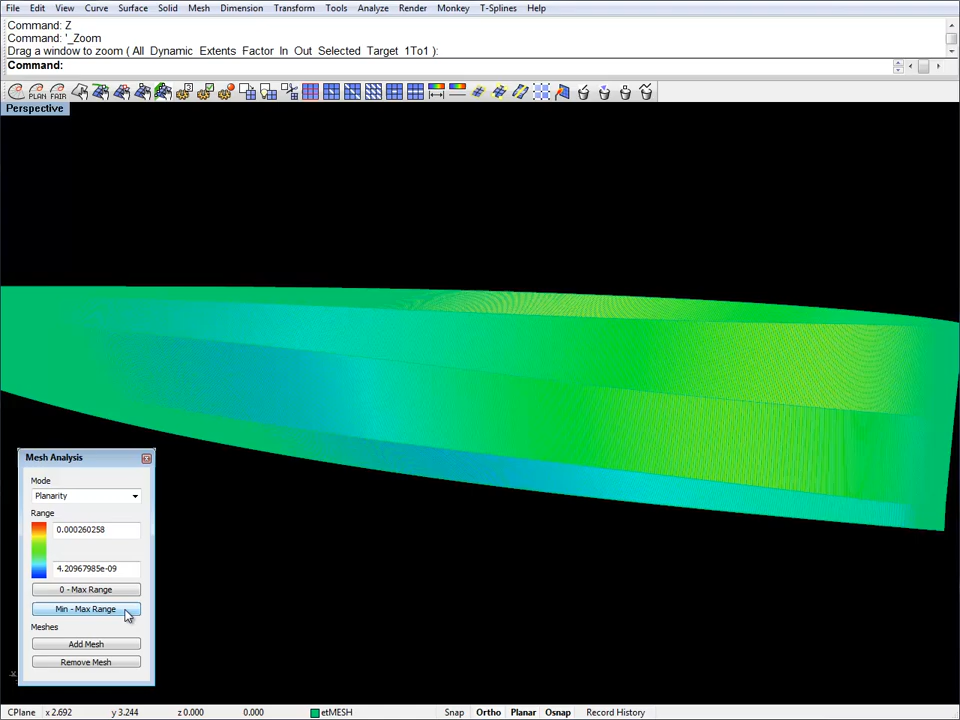 File Edit View Curve Surface Solid Mesh Dimension Transform Tools Analyze Render Monkey T-Splines Help
Command: Z
Command: '_Zoom
Drag a window to zoom ( All Dynamic Extents Factor In Out Selected Target 1To1 ):
Command:
PLAN FAIR
Perspective
Mesh Analysis
Mode
Planarity
Range
0.000260258
4.20967985e-09
0 - Max Range
Min - Max Range
Meshes
Add Mesh
Remove Mesh
CPlane x 2.692 y 3.244 z 0.000 0.000 etMESH Snap Ortho Planar Osnap Record History